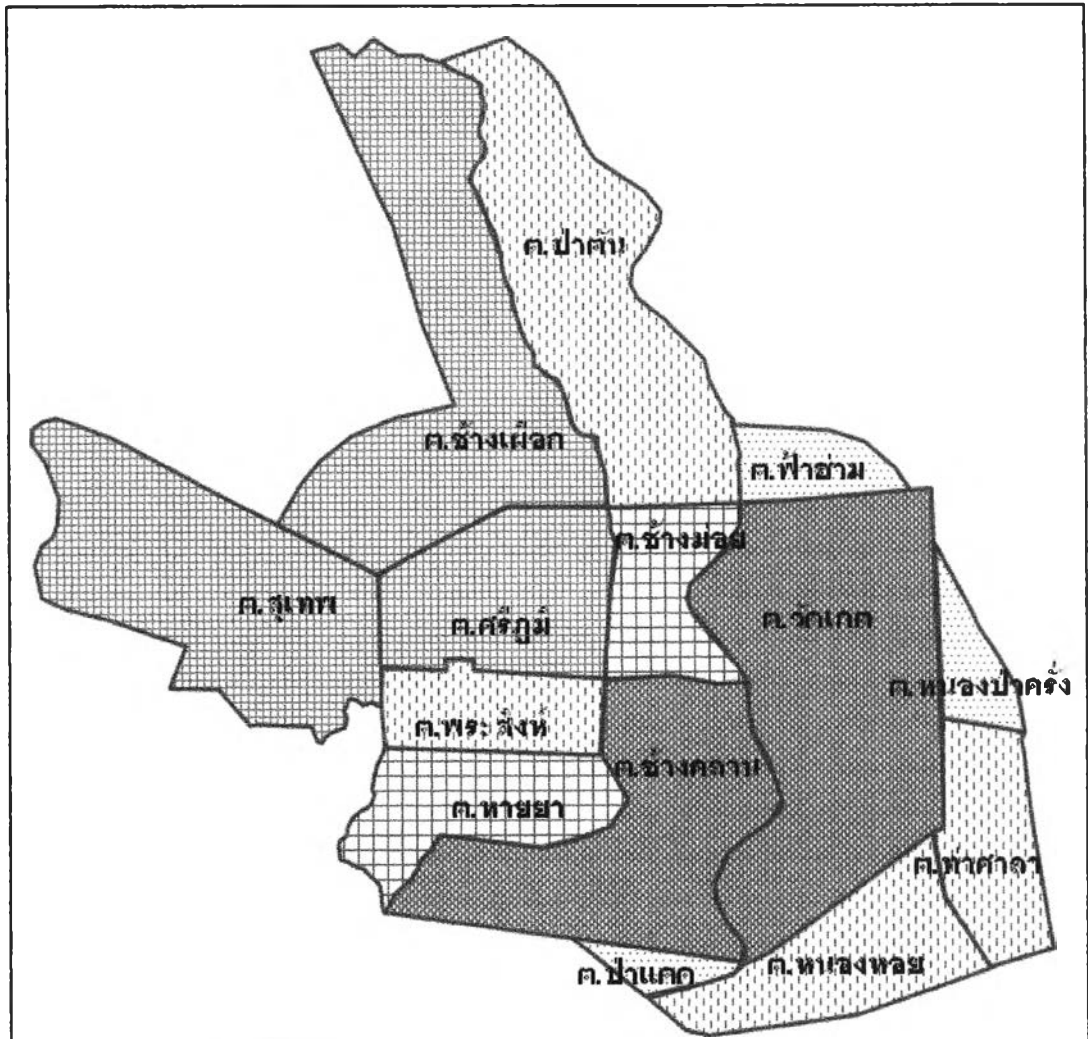 ต.ป่าตัน
ต.ช้างเผือก
ต.ฟ้าฮ่าม
ต.ช้างม่อย
ต.สุเทพ
ต.ศรีภูมิ
ต.วัดเกต
ต.หนองป่าครั่ง
ต.พระสิงห์
ต.ช้างคลาน
ต.หายยา
ต.ท่าศาลา
ต.ป่าแดด
ต.หนองหอย